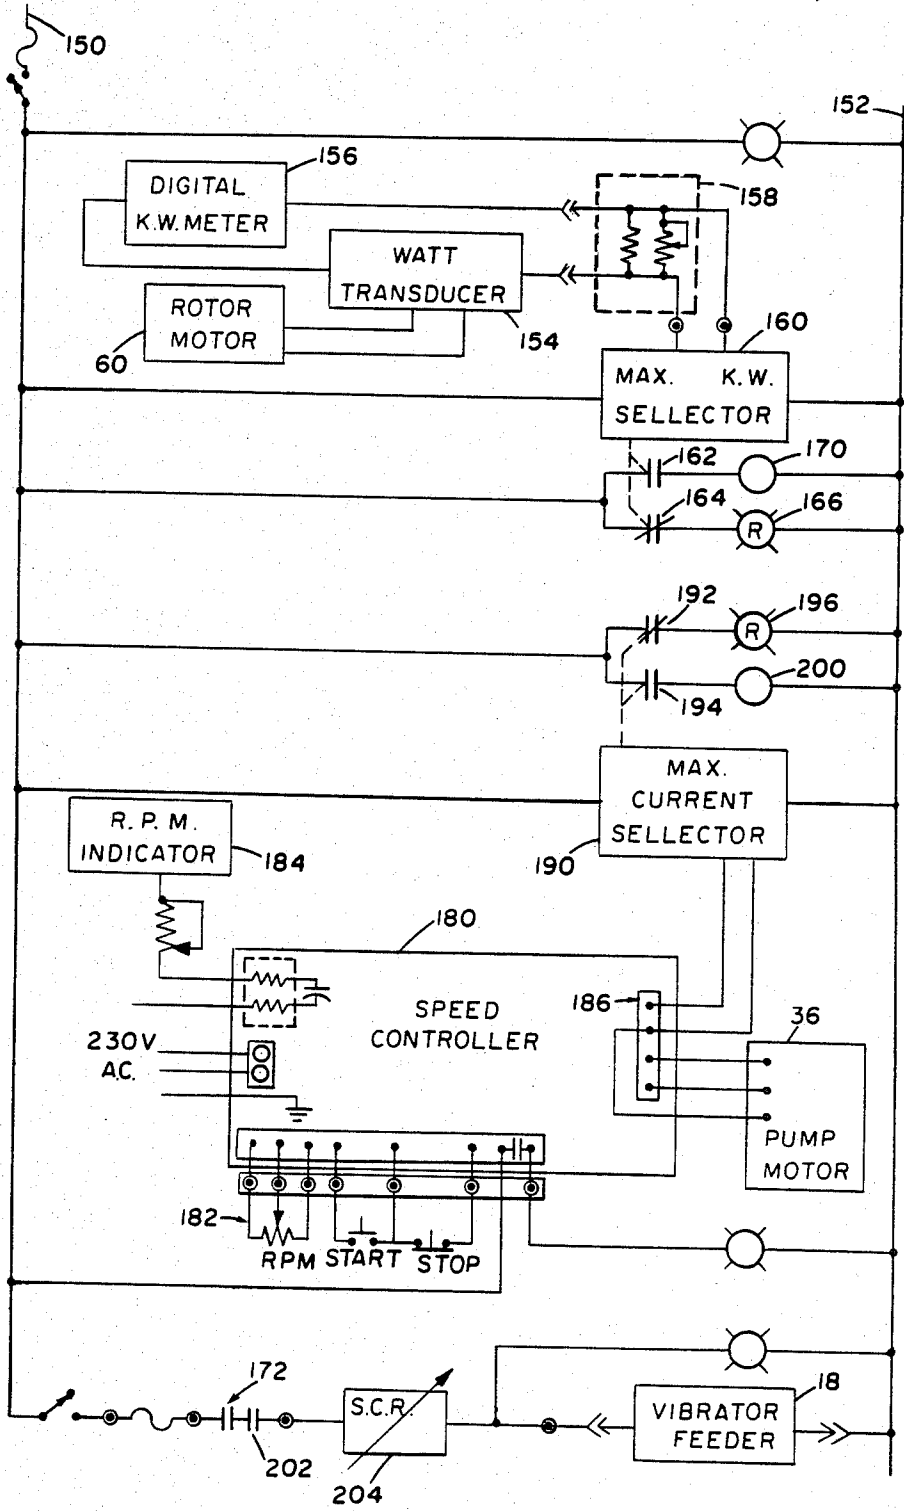 150
152
156
DIGITAL
K.W. METER
158
WATT
TRANSDUCER
154
ROTOR
MOTOR
60
160
MAX. K.W.
SELLECTOR
162
170
164
R
166
192
R
196
194
200
MAX.
CURRENT
SELLECTOR
190
R. P. M.
INDICATOR
184
180
SPEED
CONTROLLER
186
36
230V
A.C.
PUMP
MOTOR
182
RPM START STOP
172
S.C.R.
18
VIBRATOR
FEEDER
202
204